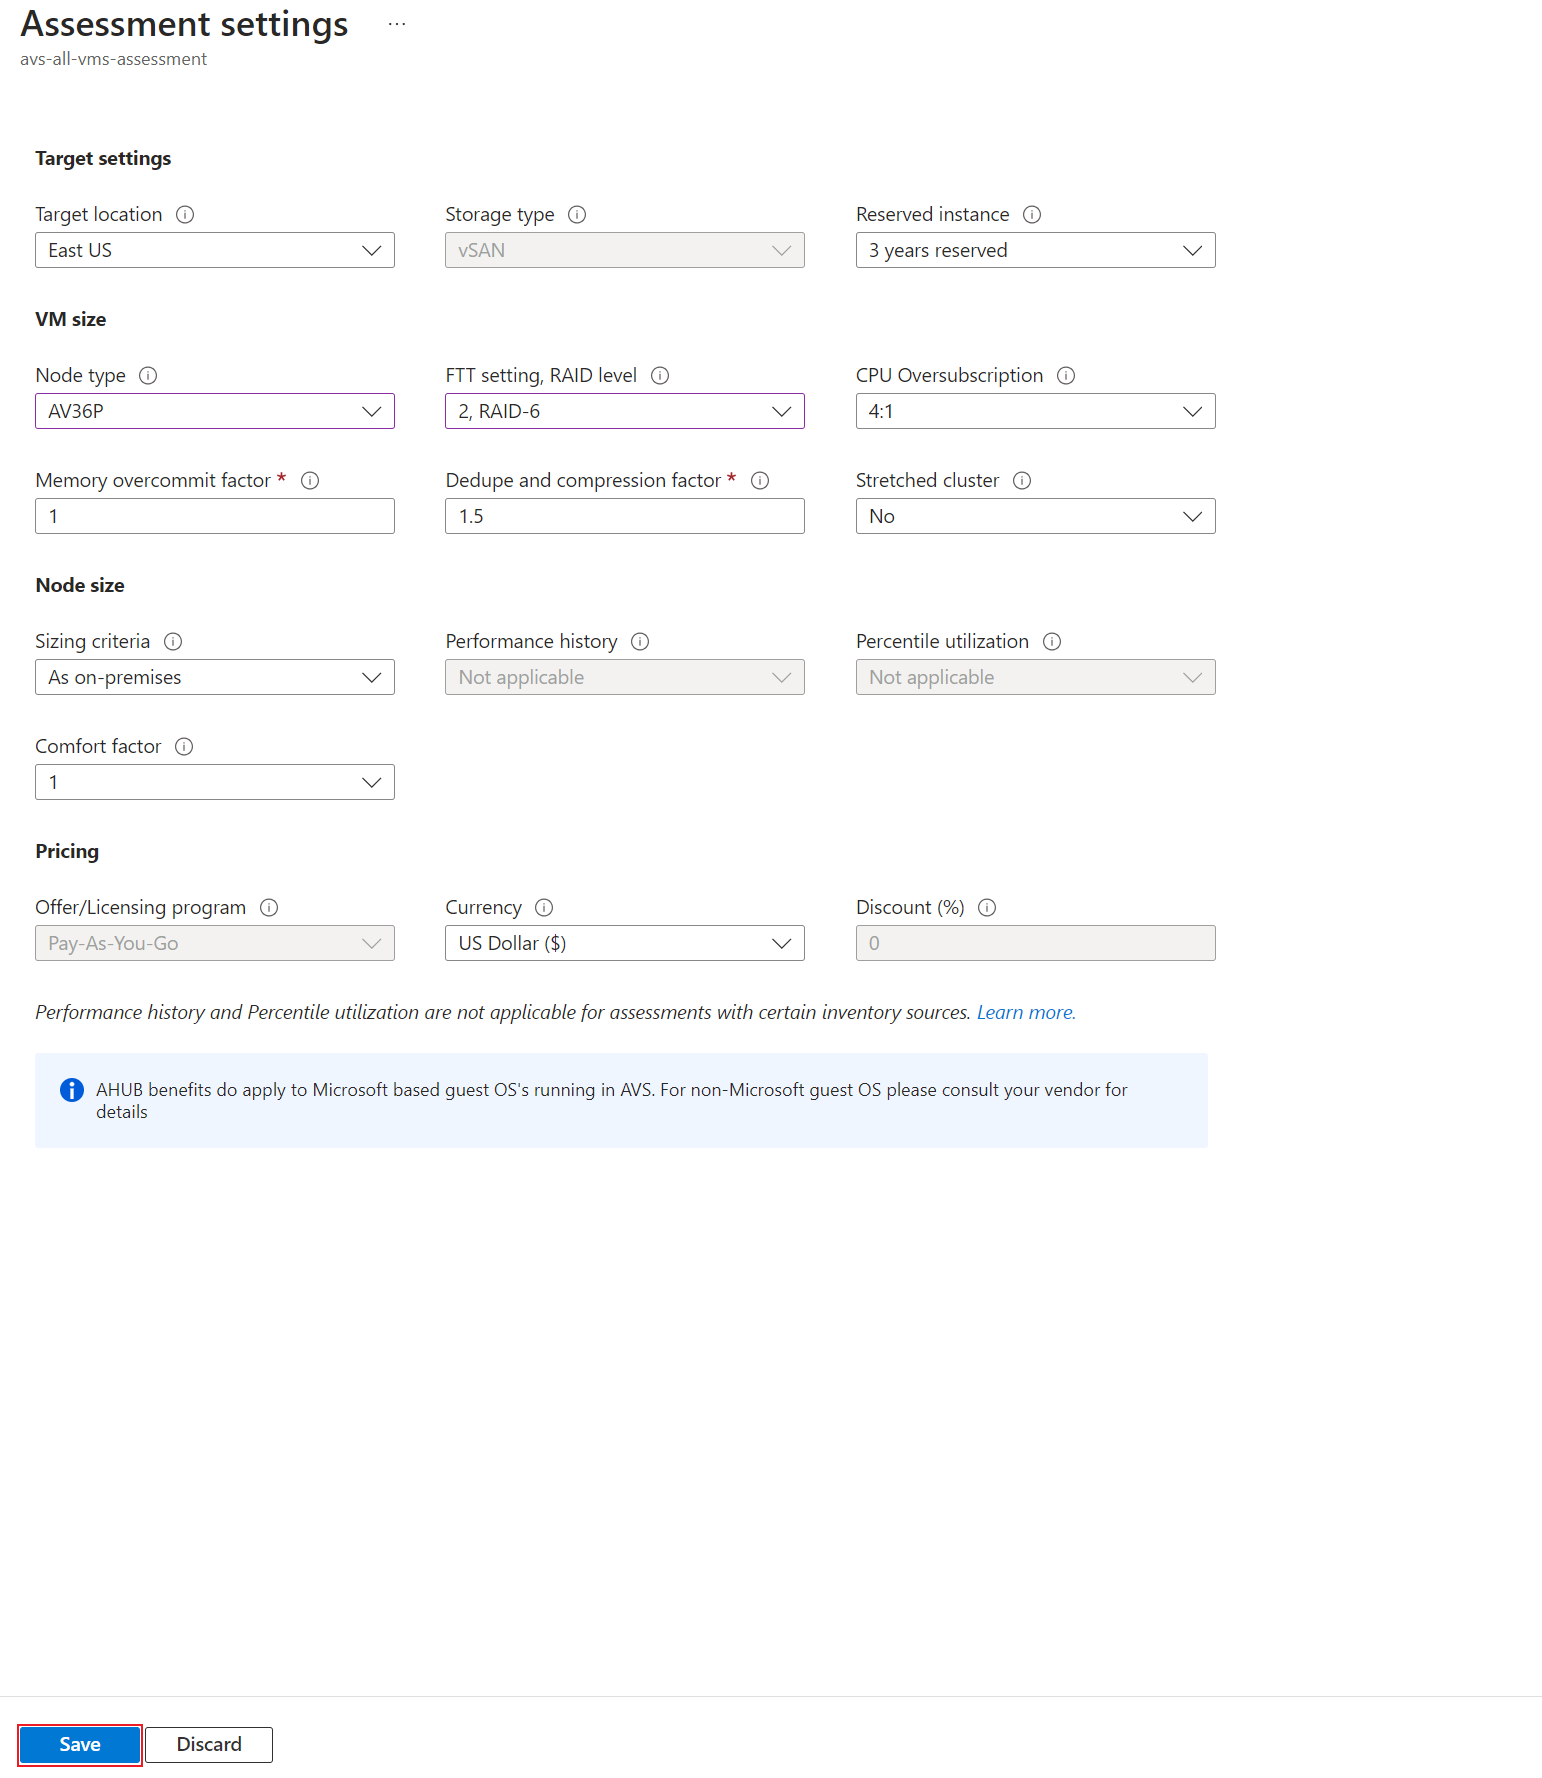 Assessment settings ...
avs-all-vms-assessment
Target settings
Target location
Storage type
Reserved instance
East US
vSAN
3 years reserved
VM size
Node type
FTT setting, RAID level
CPU Oversubscription
AV36P
2, RAID-6
4:1
Memory overcommit factor *
Dedupe and compression factor *
Stretched cluster
1
1.5
No
Node size
Sizing criteria
Performance history
Percentile utilization
As on-premises
Not applicable
Not applicable
Comfort factor
1
Pricing
Offer/Licensing program
Currency
Discount (%)
Pay-As-You-Go
US Dollar ($)
0
Performance history and Percentile utilization are not applicable for assessments with certain inventory sources. Learn more.
AHUB benefits do apply to Microsoft based guest OS's running in AVS. For non-Microsoft guest OS please consult your vendor for
details
Save
Discard